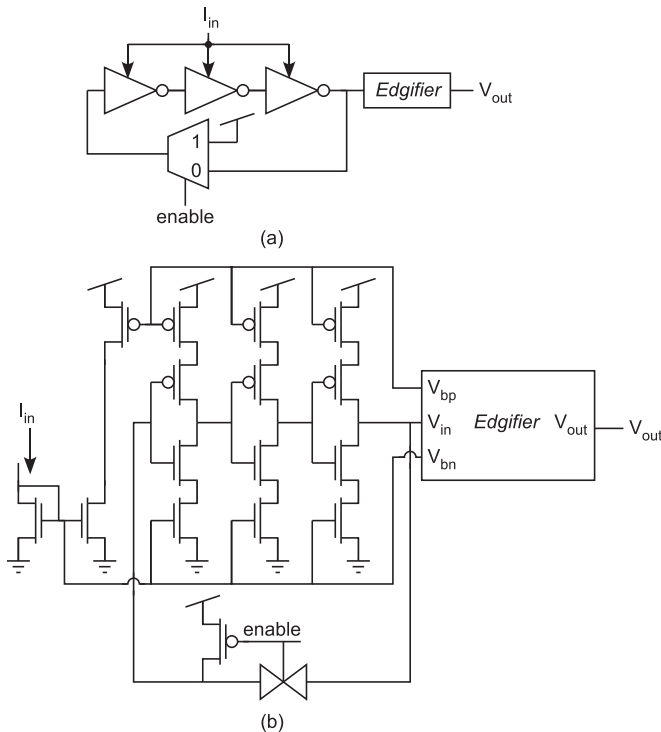 I_in
Edgifier V_out
1
0
enable
(a)
I_in
V_bp
V_in Edgifier V_out V_out
V_bn
enable
(b)